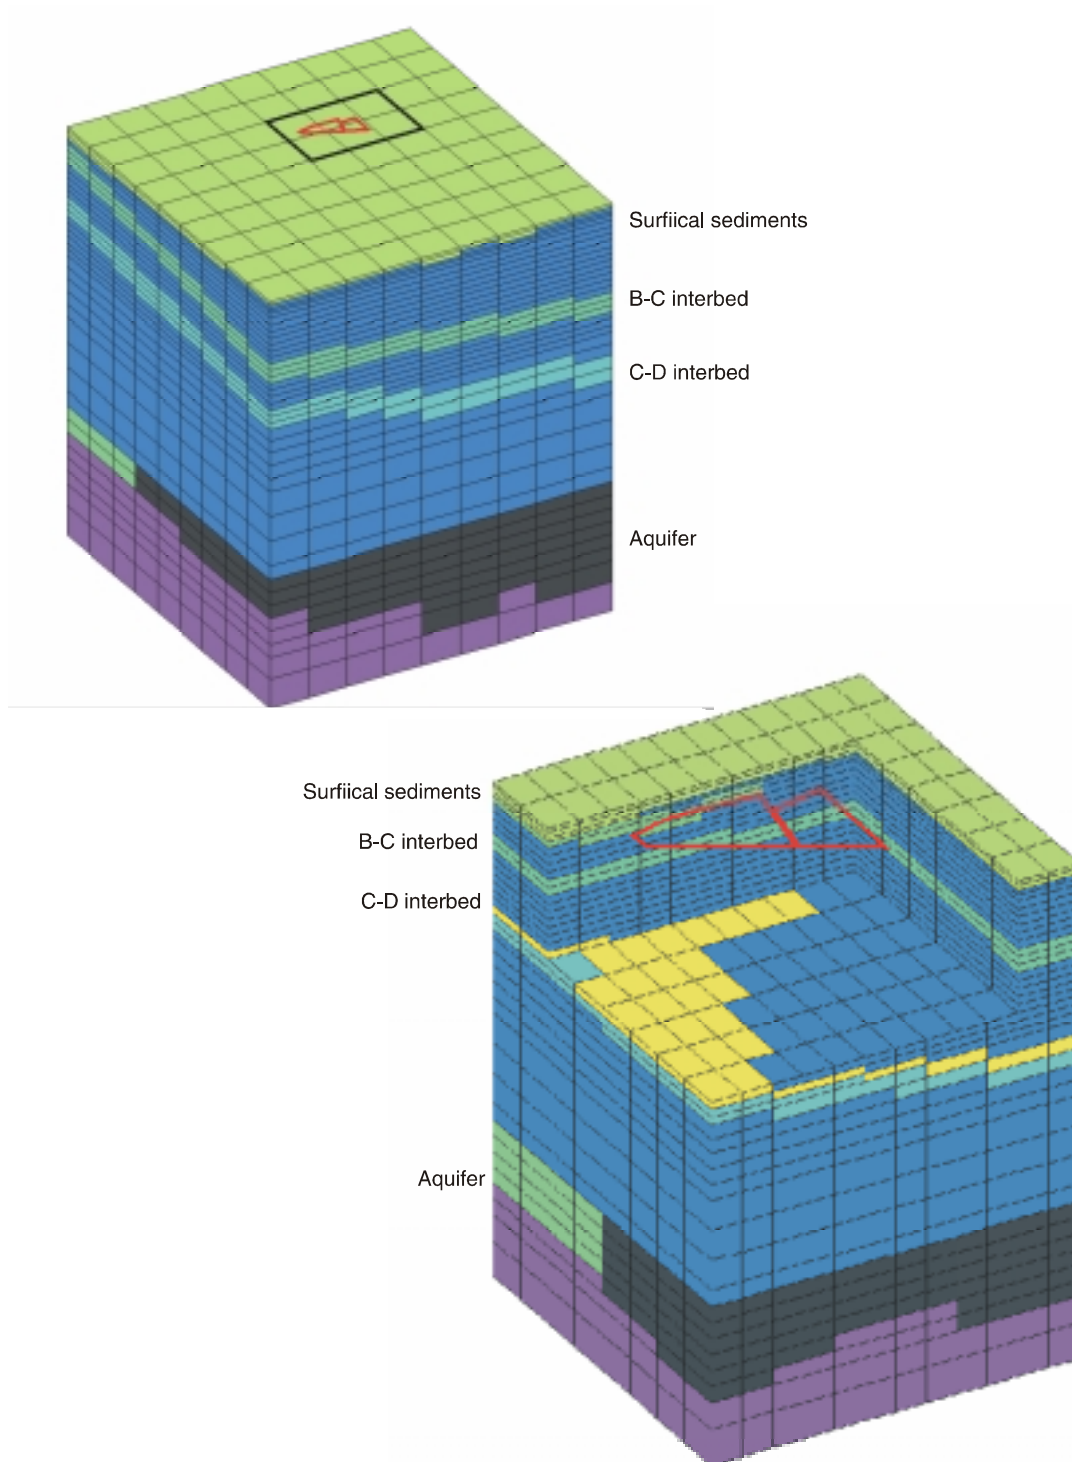 Surfiical sediments
B-C interbed
C-D interbed
Aquifer
Surfiical sediments
B-C interbed
C-D interbed
Aquifer